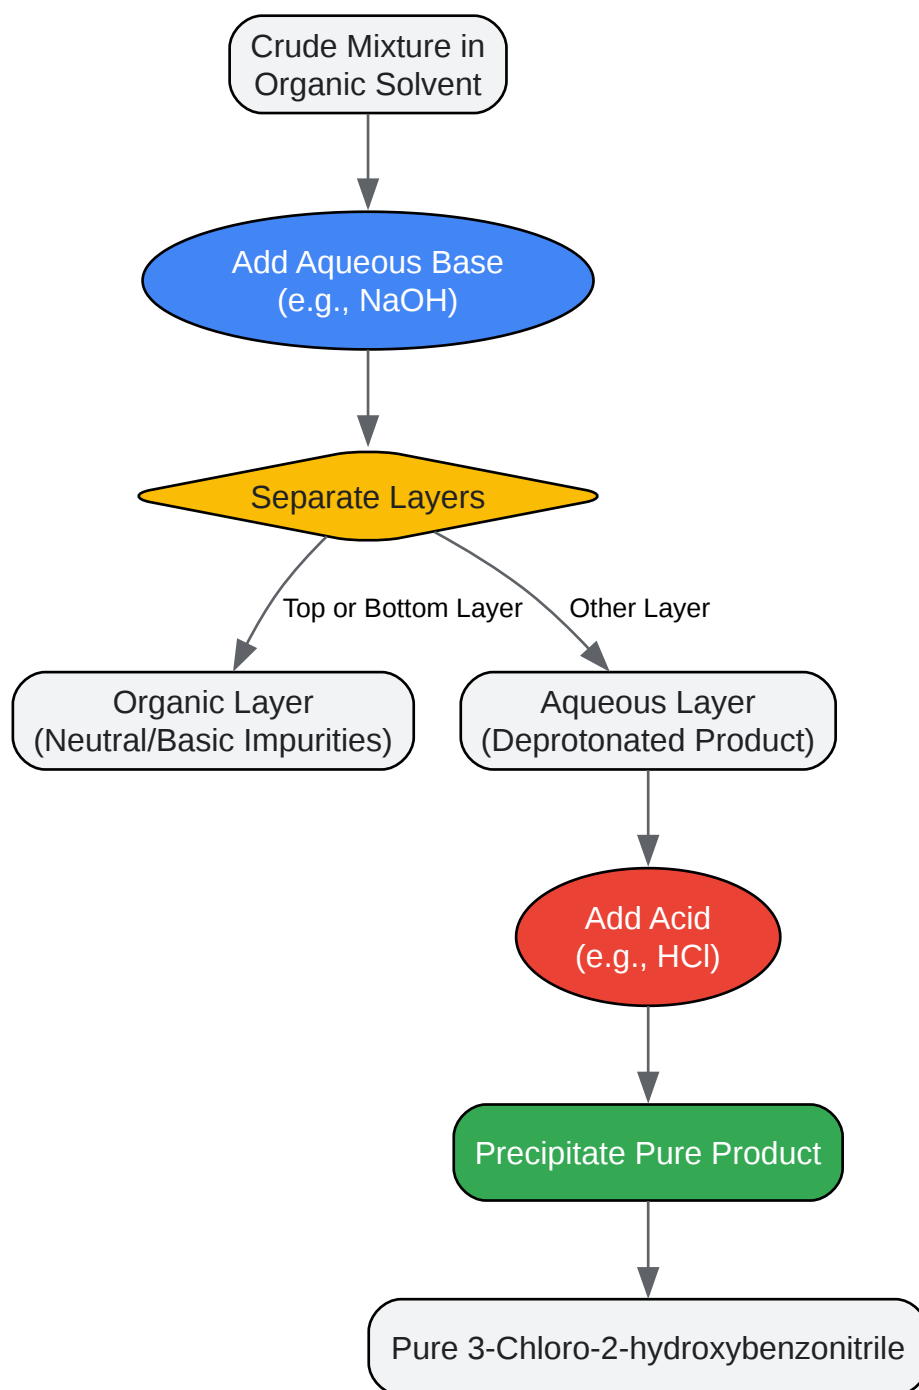 Crude Mixture in
Organic Solvent
Add Aqueous Base
(e.g., NaOH)
Separate Layers
Top or Bottom Layer
Other Layer
Organic Layer
(Neutral/Basic Impurities)
Aqueous Layer
(Deprotonated Product)
Add Acid
(e.g., HCl)
Precipitate Pure Product
Pure 3-Chloro-2-hydroxybenzonitrile